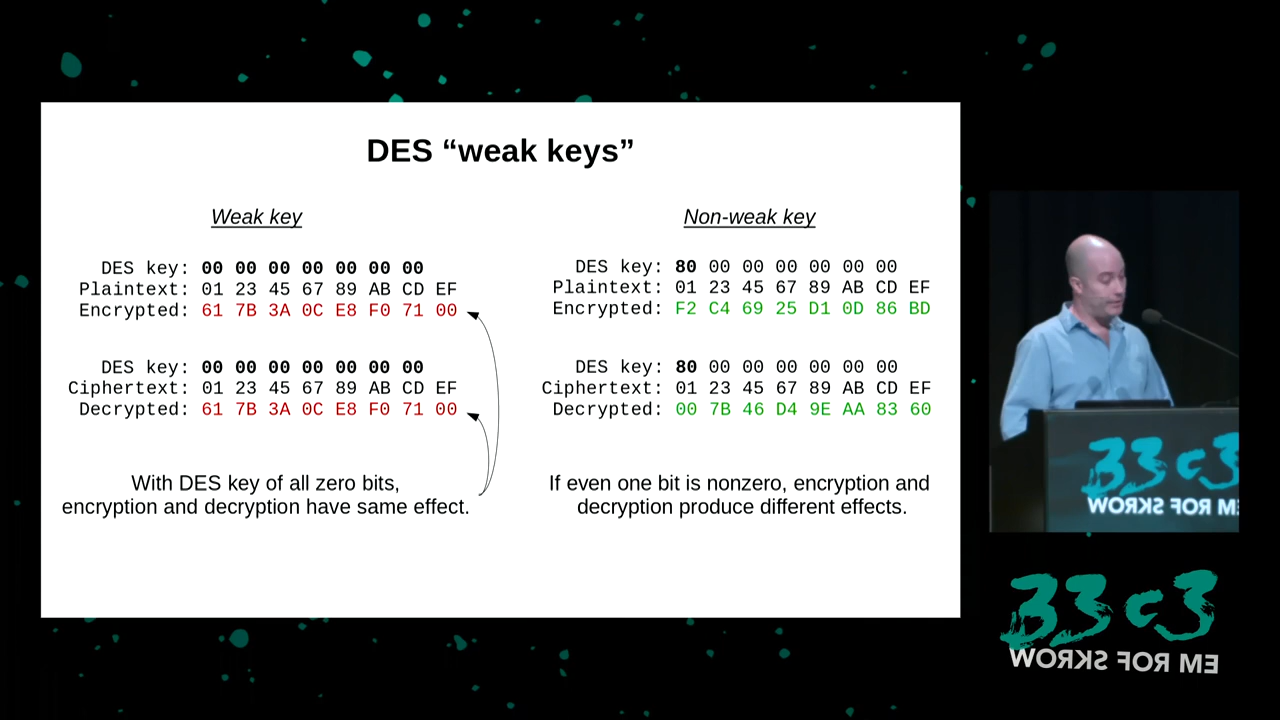 DES “weak keys”
Weak key
DES key: 00 00 00 00 00 00 00
Plaintext: 01 23 45 67 89 AB CD EF
Encrypted: 61 7B 3A 0C E8 F0 71 00
DES key: 00 00 00 00 00 00 00
Ciphertext: 01 23 45 67 89 AB CD EF
Decrypted: 61 7B 3A 0C E8 F0 71 00
With DES key of all zero bits,
encryption and decryption have same effect.
Non-weak key
DES key: 80 00 00 00 00 00 00
Plaintext: 01 23 45 67 89 AB CD EF
Encrypted: F2 C4 69 25 D1 0D 86 BD
DES key: 80 00 00 00 00 00 00
Ciphertext: 01 23 45 67 89 AB CD EF
Decrypted: 00 7B 46 D4 9E AA 83 60
If even one bit is nonzero, encryption and
decryption produce different effects.
33c3
WORKS FOR M
33c3
WORKS FOR ME